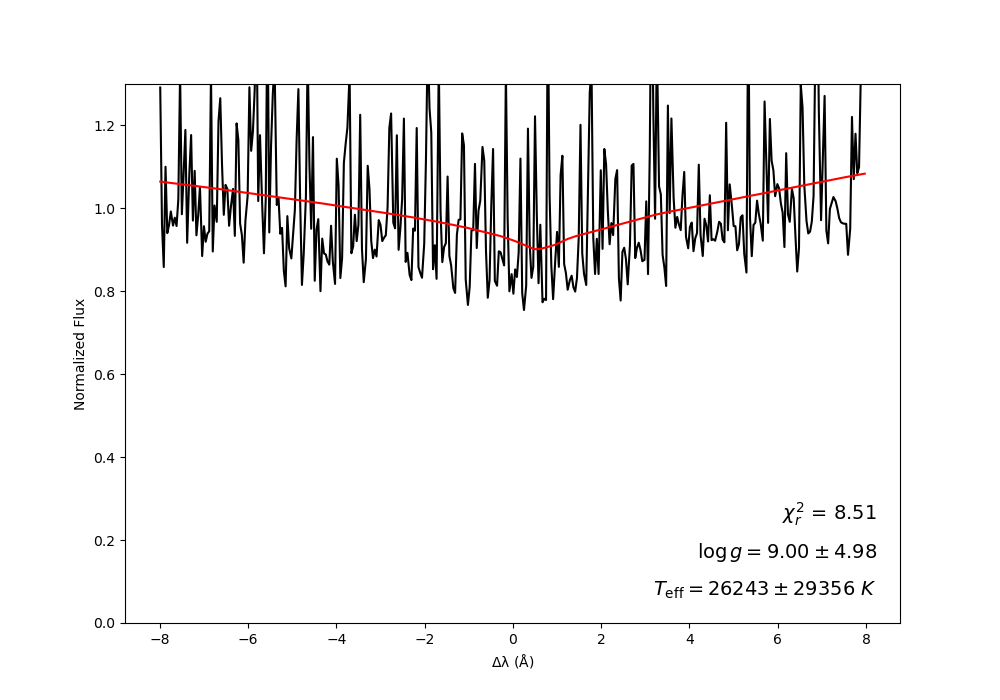 1.2
1.0
0.8
0.6
0.4
0.2
0.0
Normalized Flux
χ²ᵣ = 8.51
log g = 9.00 ± 4.98
T_eff = 26243 ± 29356 K
−8 −6 −4 −2 0 2 4 6 8
Δλ (Å)